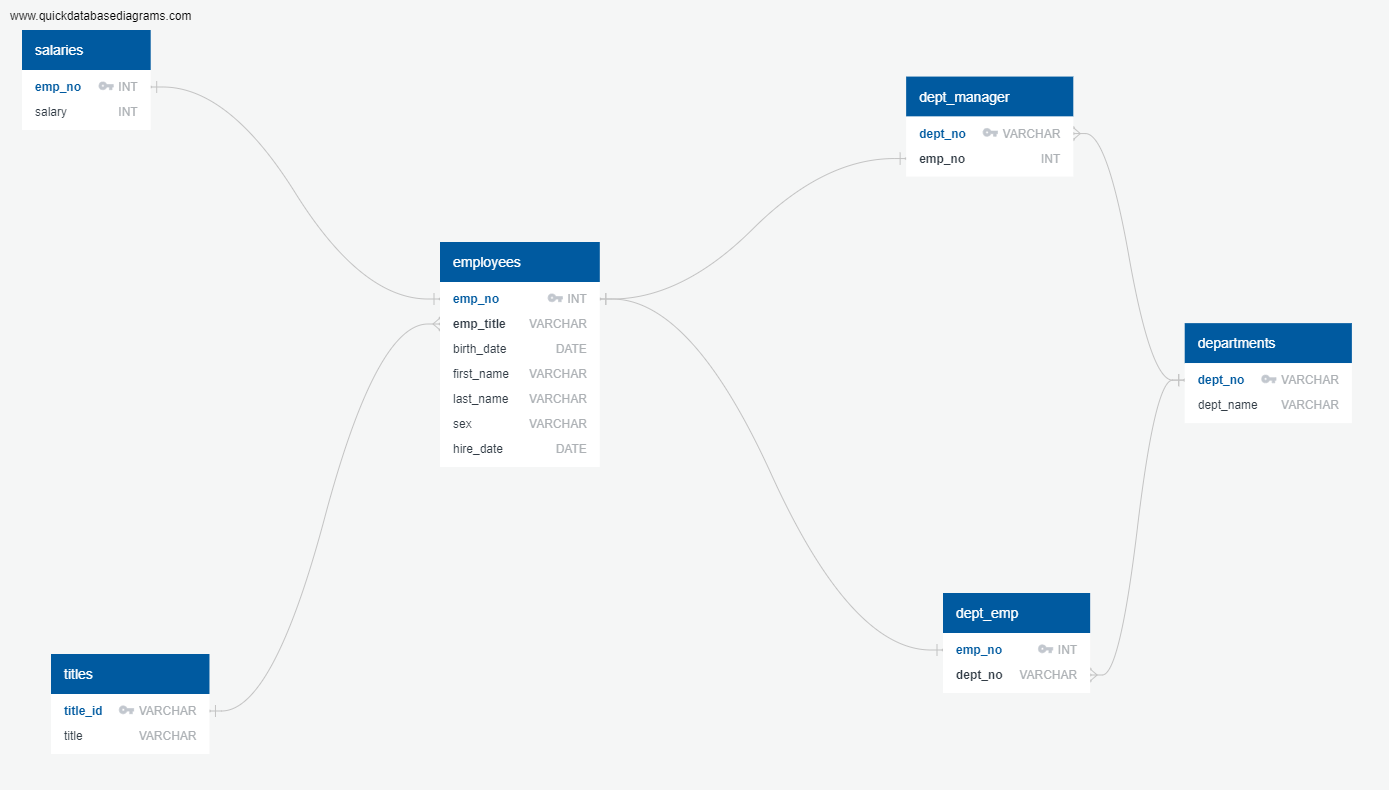 www.quickdatabasediagrams.com
salaries
emp_no INT
salary INT
dept_manager
dept_no VARCHAR
emp_no INT
employees
emp_no INT
emp_title VARCHAR
birth_date DATE
first_name VARCHAR
last_name VARCHAR
sex VARCHAR
hire_date DATE
departments
dept_no VARCHAR
dept_name VARCHAR
dept_emp
emp_no INT
dept_no VARCHAR
titles
title_id VARCHAR
title VARCHAR